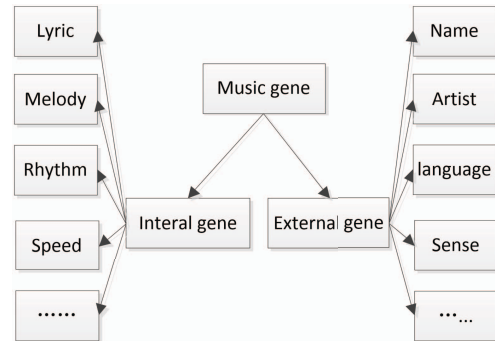 Lyric
Name
Music gene
Melody
Artist
Rhythm
language
Interal gene
External gene
Speed
Sense
......
......